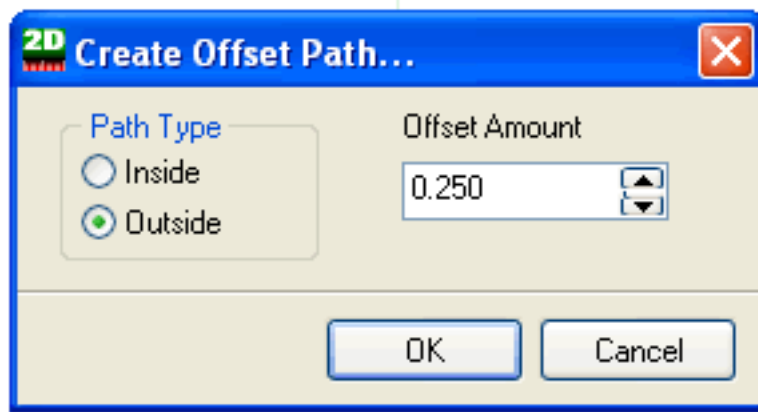 2D Create Offset Path...
Path Type
Inside
Outside
Offset Amount
0.250
OK Cancel